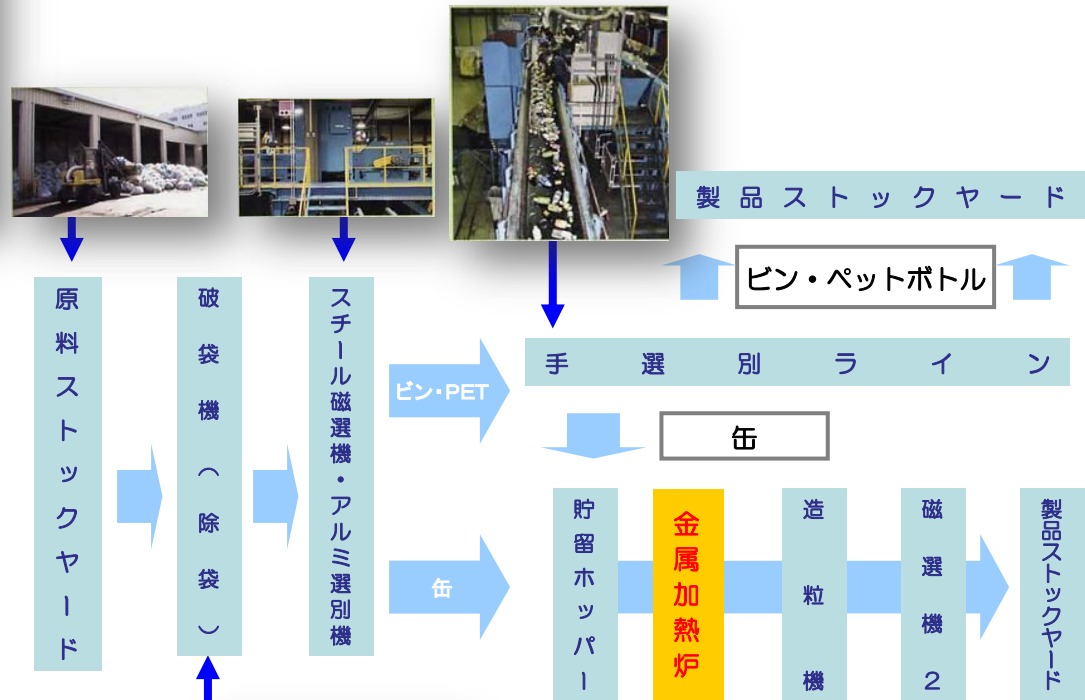 製品ストックヤード
ビン・ペットボトル
原料ストックヤード
破袋機（除袋）
スチール磁選機・アルミ選別機
ビン・PET
手選別ライン
缶
缶
貯留ホッパー
金属加熱炉
造粒機
磁選機２
製品ストックヤード